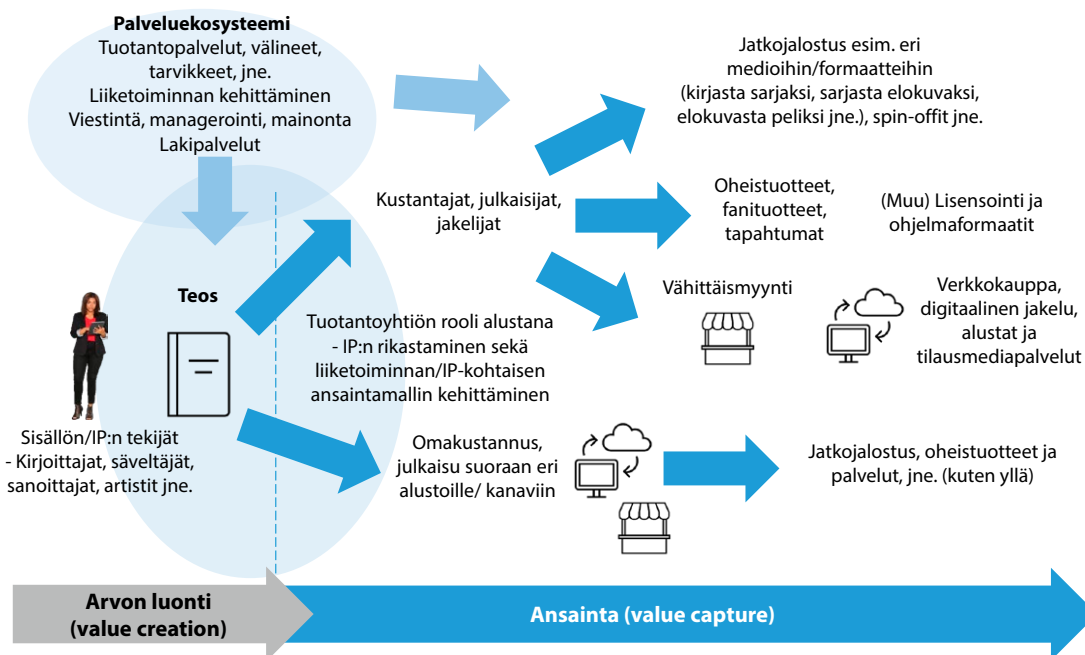 Palveluekosysteemi
Tuotantopalvelut, välineet,
tarvikkeet, jne.
Liiketoiminnan kehittäminen
Viestintä, managerointi, mainonta
Lakipalvelut
Jatkojalostus esim. eri
medioihin/formaatteihin
(kirjasta sarjaksi, sarjasta elokuvaksi,
elokuvasta peliksi jne.), spin-offit jne.
Kustantajat, julkaisijat,
jakelijat
Oheistuotteet,
fanituotteet,
tapahtumat
(Muu) Lisensointi ja
ohjelmaformaatit
Teos
Vähittäismyynti
Verkkokauppa,
digitaalinen jakelu,
alustat ja
tilausmediapalvelut
Tuotantoyhtiön rooli alustana
- IP:n rikastaminen sekä
liiketoiminnan/IP-kohtaisen
ansaintamallin kehittäminen
Sisällön/IP:n tekijät
- Kirjoittajat, säveltäjät,
sanoittajat, artistit jne.
Omakustannus,
julkaisu suoraan eri
alustoille/ kanaviin
Jatkojalostus, oheistuotteet ja
palvelut, jne. (kuten yllä)
Arvon luonti
(value creation)
Ansainta (value capture)